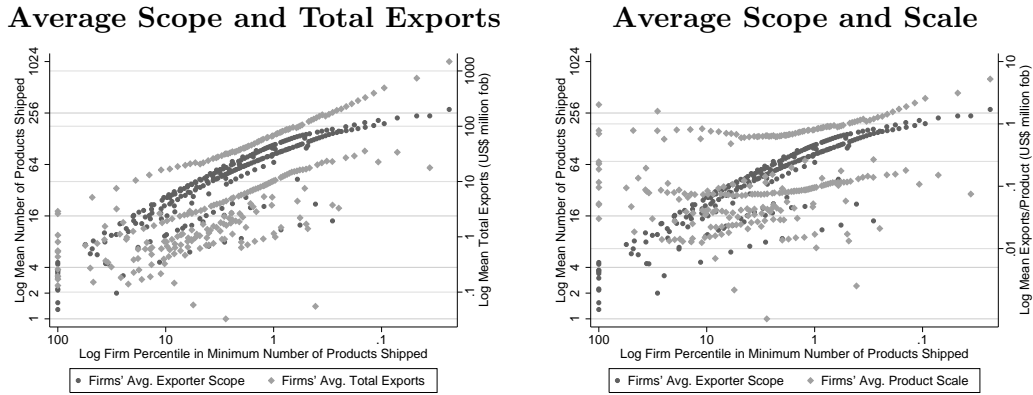 Average Scope and Total Exports
Log Mean Number of Products Shipped
1 2 4 16 64 256 1024
.1 1 10 100 1000
Log Mean Total Exports (US$ million fob)
100 10 1 .1
Log Firm Percentile in Minimum Number of Products Shipped
Firms' Avg. Exporter Scope Firms' Avg. Total Exports
Average Scope and Scale
Log Mean Number of Products Shipped
1 2 4 16 64 256 1024
.01 .1 1 10
Log Mean Exports/Product (US$ million fob)
100 10 1 .1
Log Firm Percentile in Minimum Number of Products Shipped
Firms' Avg. Exporter Scope Firms' Avg. Product Scale